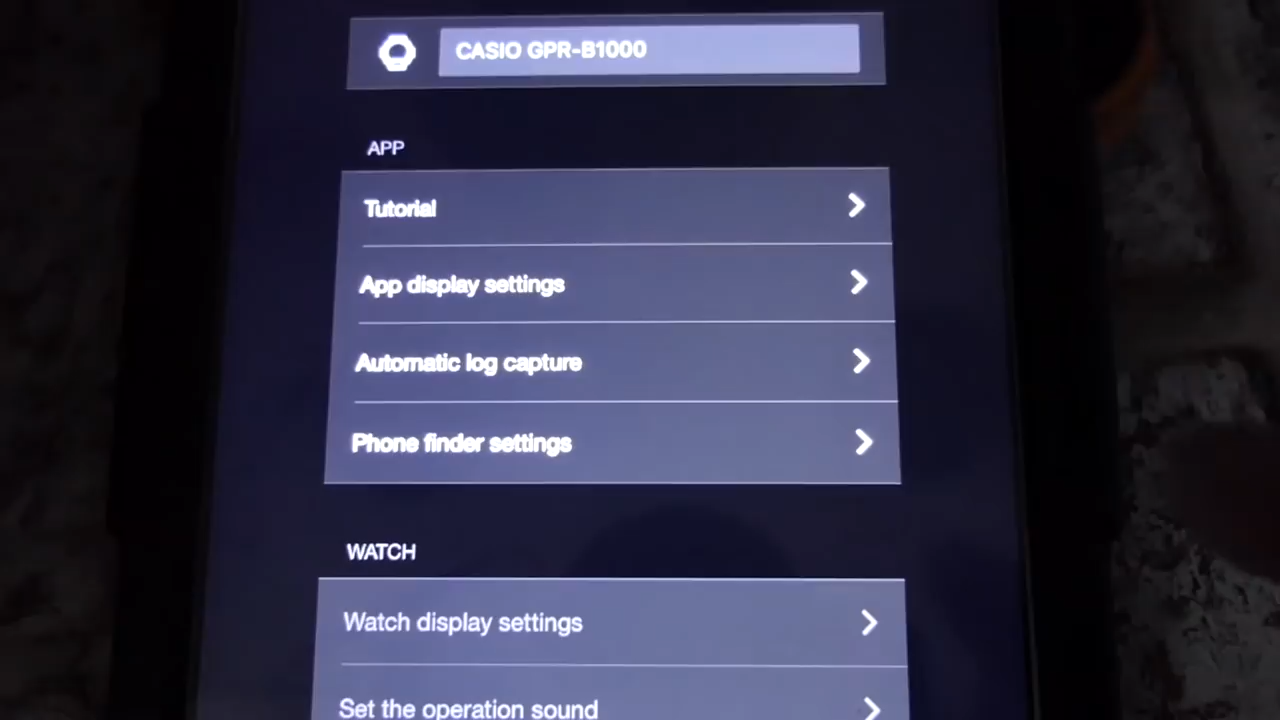 CASIO GPR-B1000
APP
Tutorial
App display settings
Automatic log capture
Phone finder settings
WATCH
Watch display settings
Set the operation sound